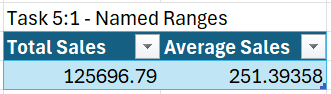 Task 5:1 - Named Ranges
Total Sales Average Sales
125696.79 251.39358